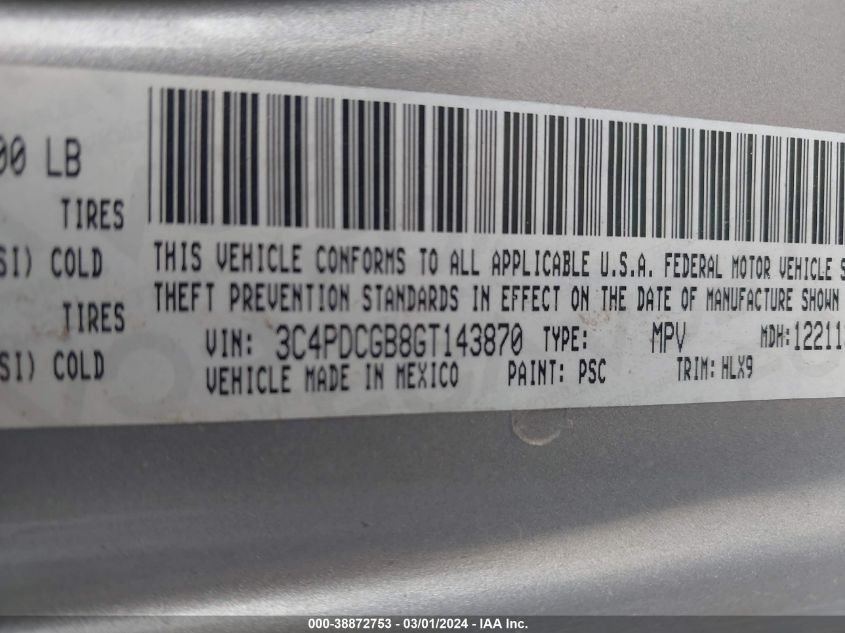 00 LB
TIRES
SI) COLD
TIRES
SI) COLD
THIS VEHICLE CONFORMS TO ALL APPLICABLE U.S.A. FEDERAL MOTOR VEHICLE S
THEFT PREVENTION STANDARDS IN EFFECT ON THE DATE OF MANUFACTURE SHOWN
VIN: 3C4PDCGB8GT143870 TYPE: MPV MDH: 12211
VEHICLE MADE IN MEXICO PAINT: PSC TRIM: HLX9
000-38872753 - 03/01/2024 - IAA Inc.